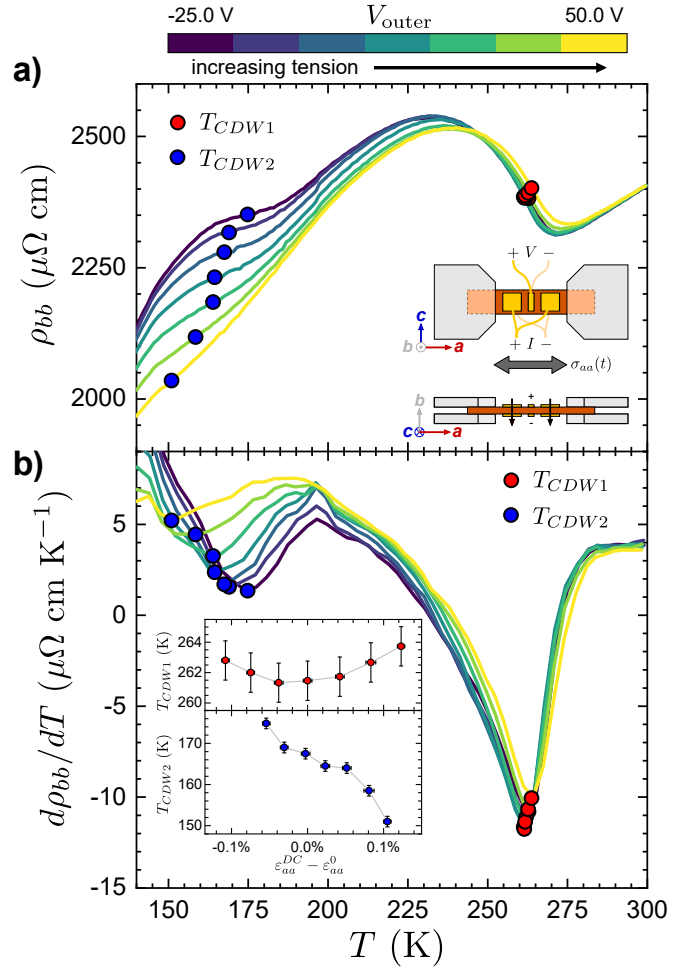 -25.0 V V_outer 50.0 V
increasing tension
a)
T_CDW1
T_CDW2
2500
2250
2000
ρ_bb (μΩ cm)
+ V −
+ I −
c
b a
σ_aa(t)
b
c a
+
-
b)
T_CDW1
T_CDW2
5
0
-5
-10
-15
dρ_bb/dT (μΩ cm K⁻¹)
264
262
260
T_CDW1 (K)
170
160
150
T_CDW2 (K)
-0.1% 0.0% 0.1%
ε_aa^DC − ε_aa^0
150 175 200 225 250 275 300
T (K)